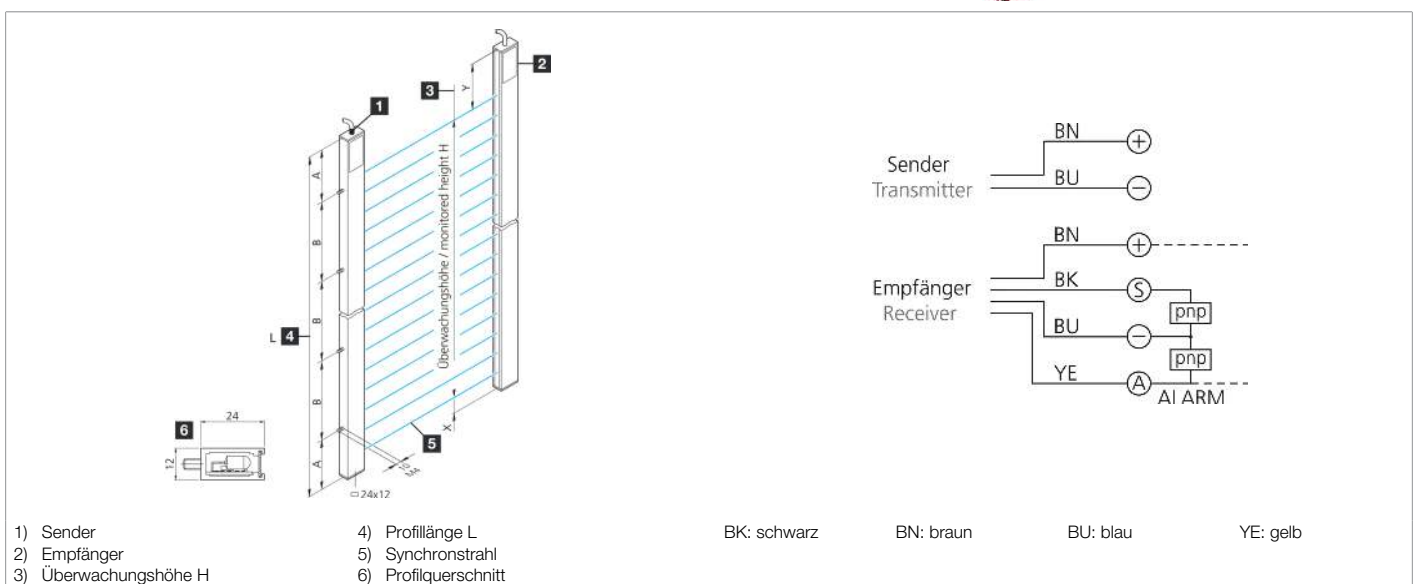 1
2
3
Y
A
Überwachungshöhe / monitored height H
B
B
L 4
B
A
X
5
6
24
12
10
M4
24x12
BN
Sender
Transmitter
BU
BN
Empfänger
Receiver
BK
S
pnp
BU
pnp
YE
A
ALARM
1) Sender
2) Empfänger
3) Überwachungshöhe H
4) Profillänge L
5) Synchronstrahl
6) Profilquerschnitt
BK: schwarz BN: braun BU: blau YE: gelb